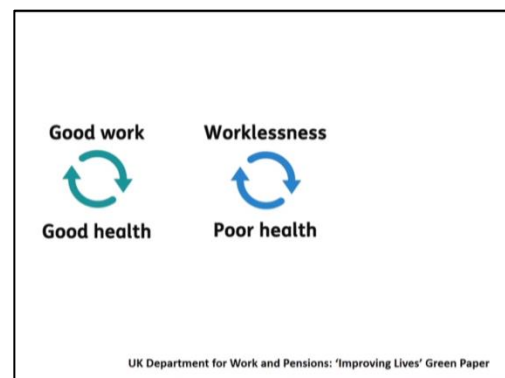 Good work
Good health
Worklessness
Poor health
UK Department for Work and Pensions: 'Improving Lives' Green Paper